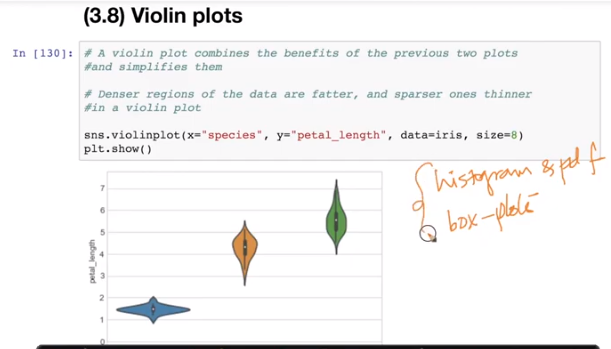 (3.8) Violin plots
In [130]: # A violin plot combines the benefits of the previous two plots
#and simplifies them
# Denser regions of the data are fatter, and sparser ones thinner
#in a violin plot
sns.violinplot(x="species", y="petal_length", data=iris, size=8)
plt.show()
histogram & pdf
box-plots
7
6
5
4
3
2
1
0
petal_length